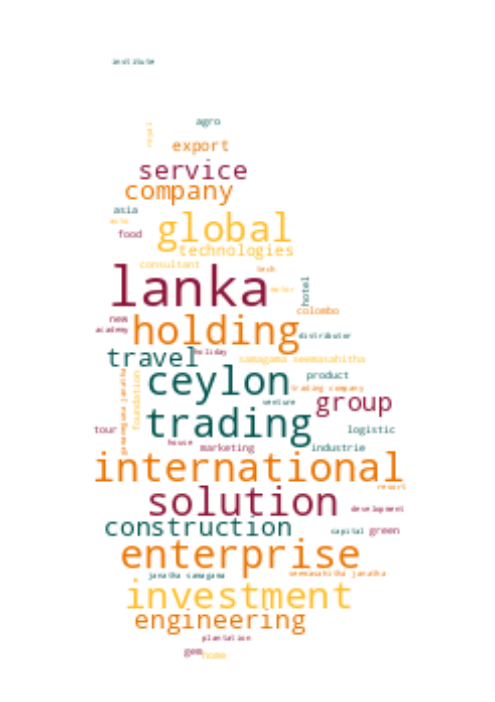 institute
agro
royal
export
service
company
asia
auto
food
global
technologies
consultant
tech
lanka
motor
hotel
colombo
new
academy
holding
distributor
travel
holiday
samagama seemasahitha
ceylon
product
trading company
gammaggama janatha
foundation
venture
group
trading
tour
logistic
house
marketing
industrie
international
resort
solution
development
construction
capital
green
enterprise
janatha samagama
seemasahitha janatha
investment
engineering
plantation
gem
home